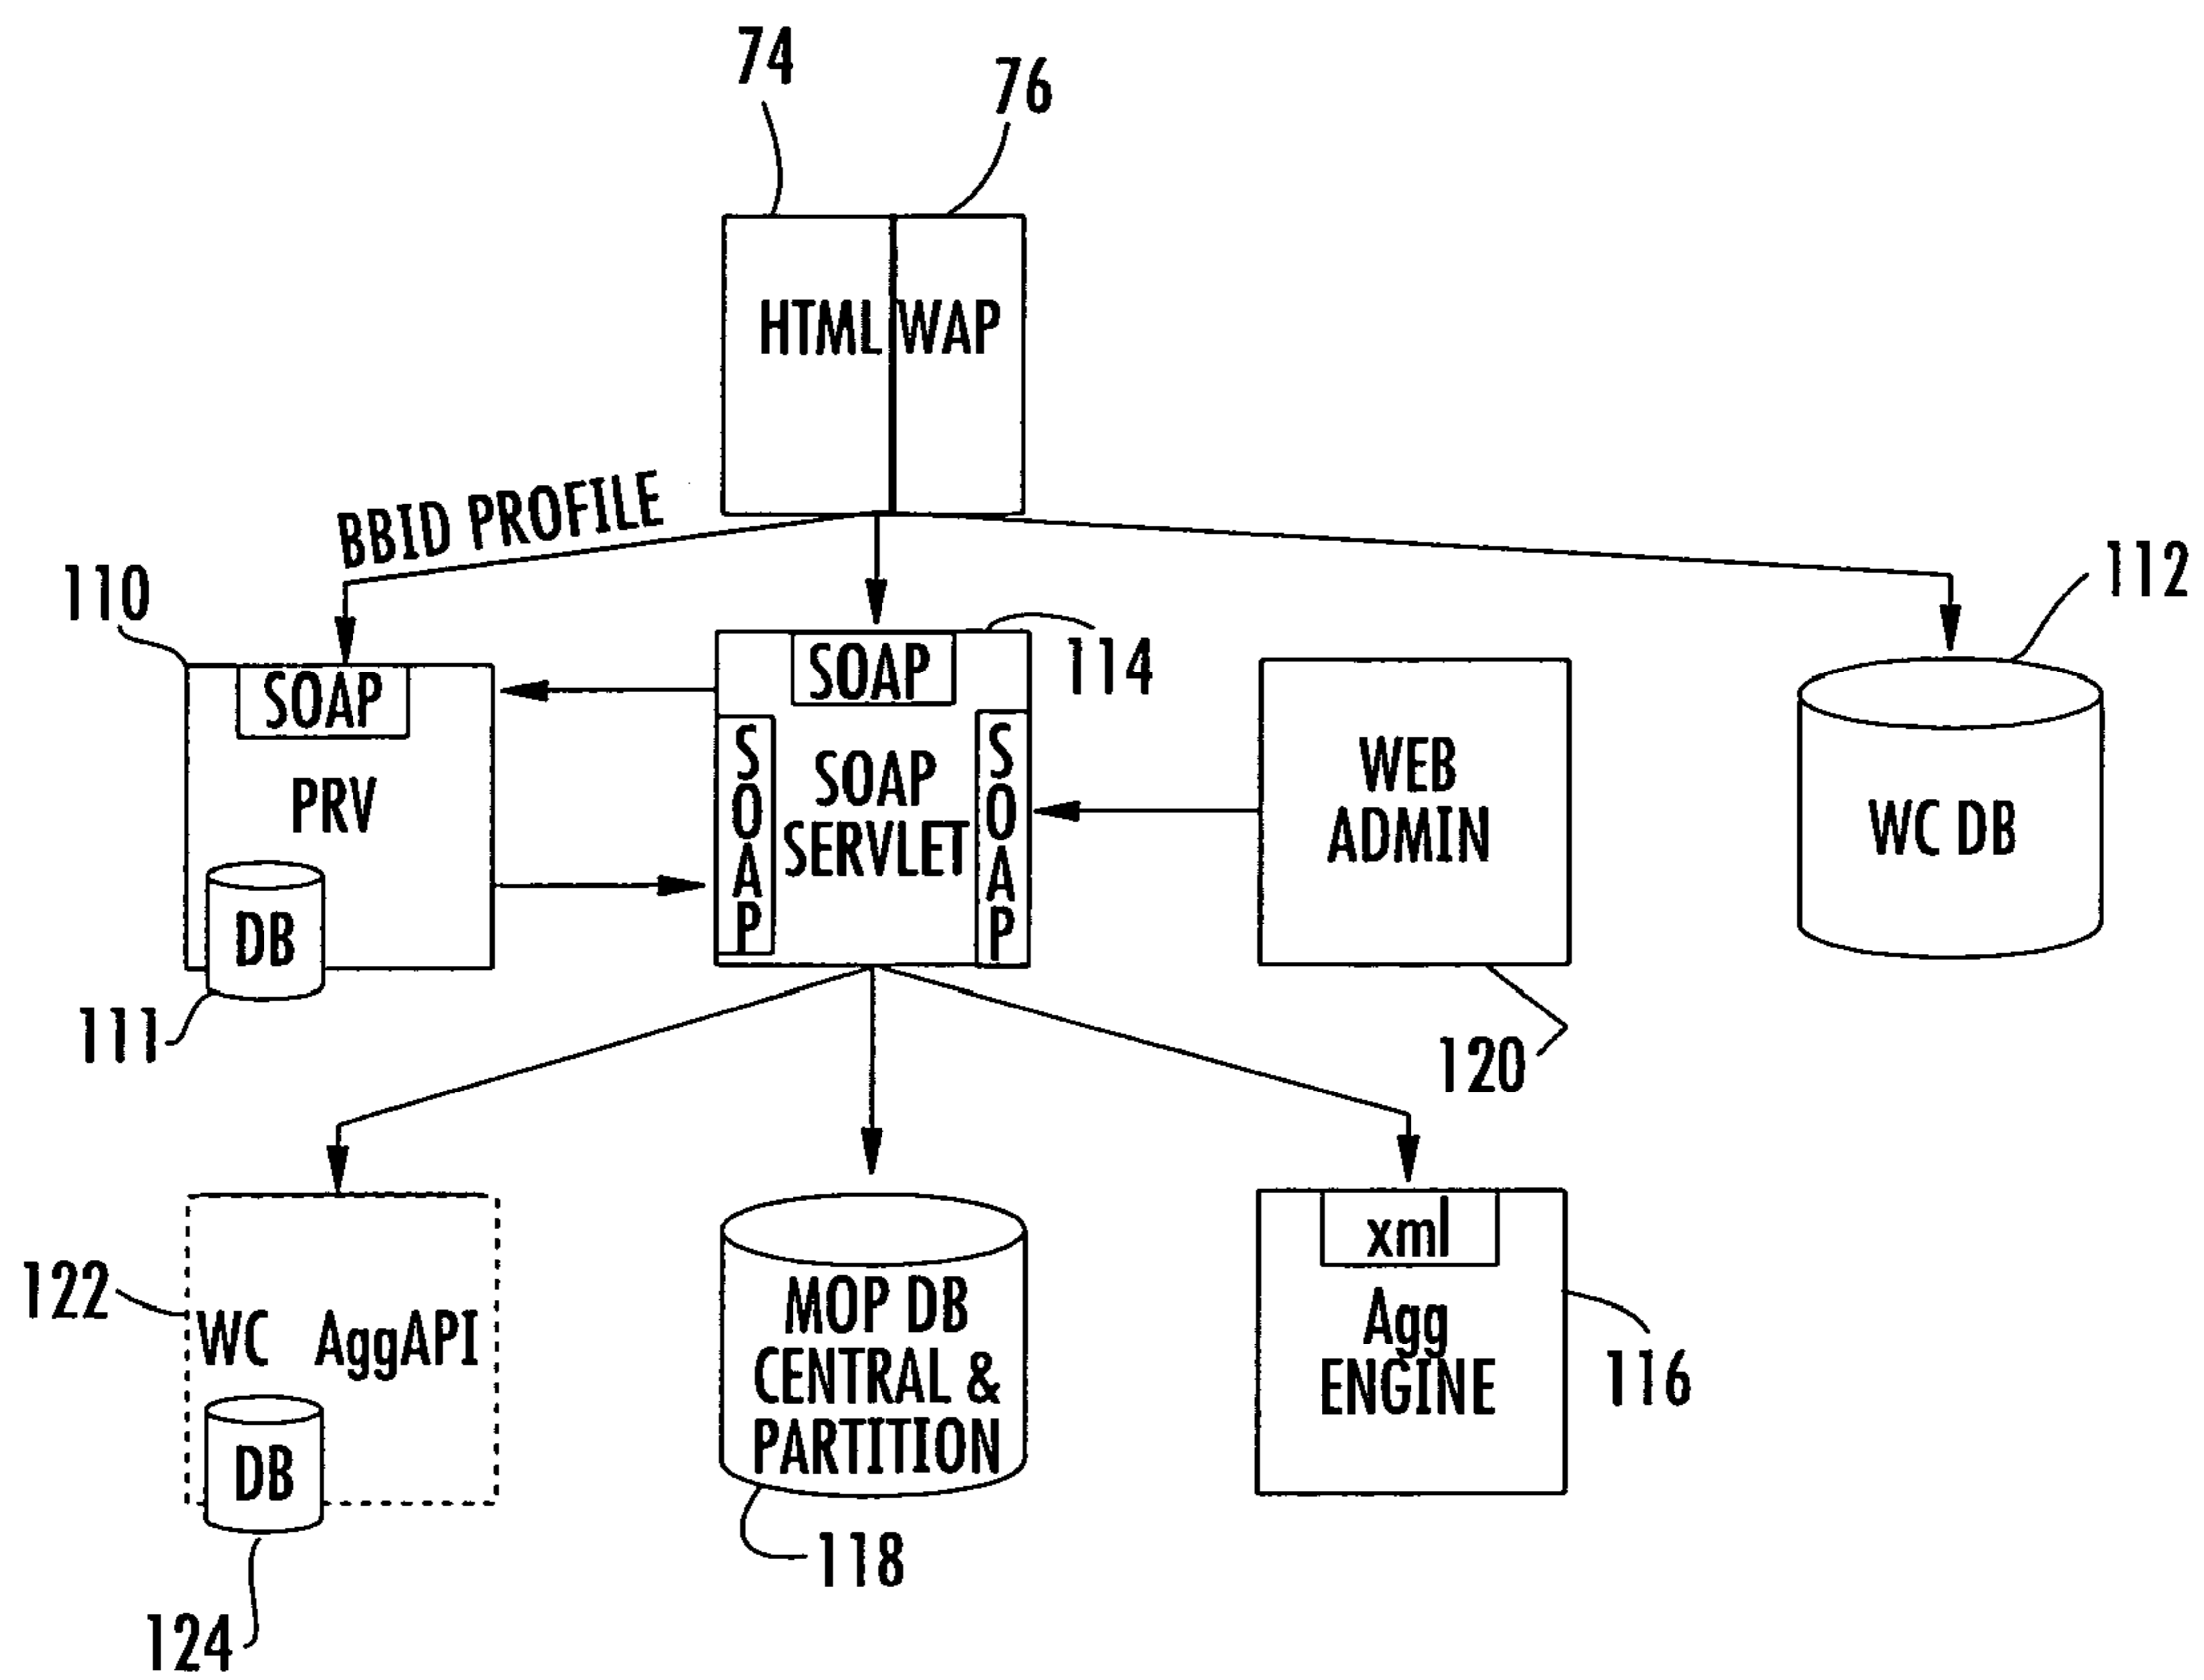 74
76
HTML WAP
BBID PROFILE
110
112
114
SOAP
SOAP
PRV
DB
111
SOAP
SOAP
SERVLET
SOAP
WEB
ADMIN
120
WC DB
122
WC AggAPI
DB
124
MOP DB
CENTRAL &
PARTITION
118
xml
Agg
ENGINE
116